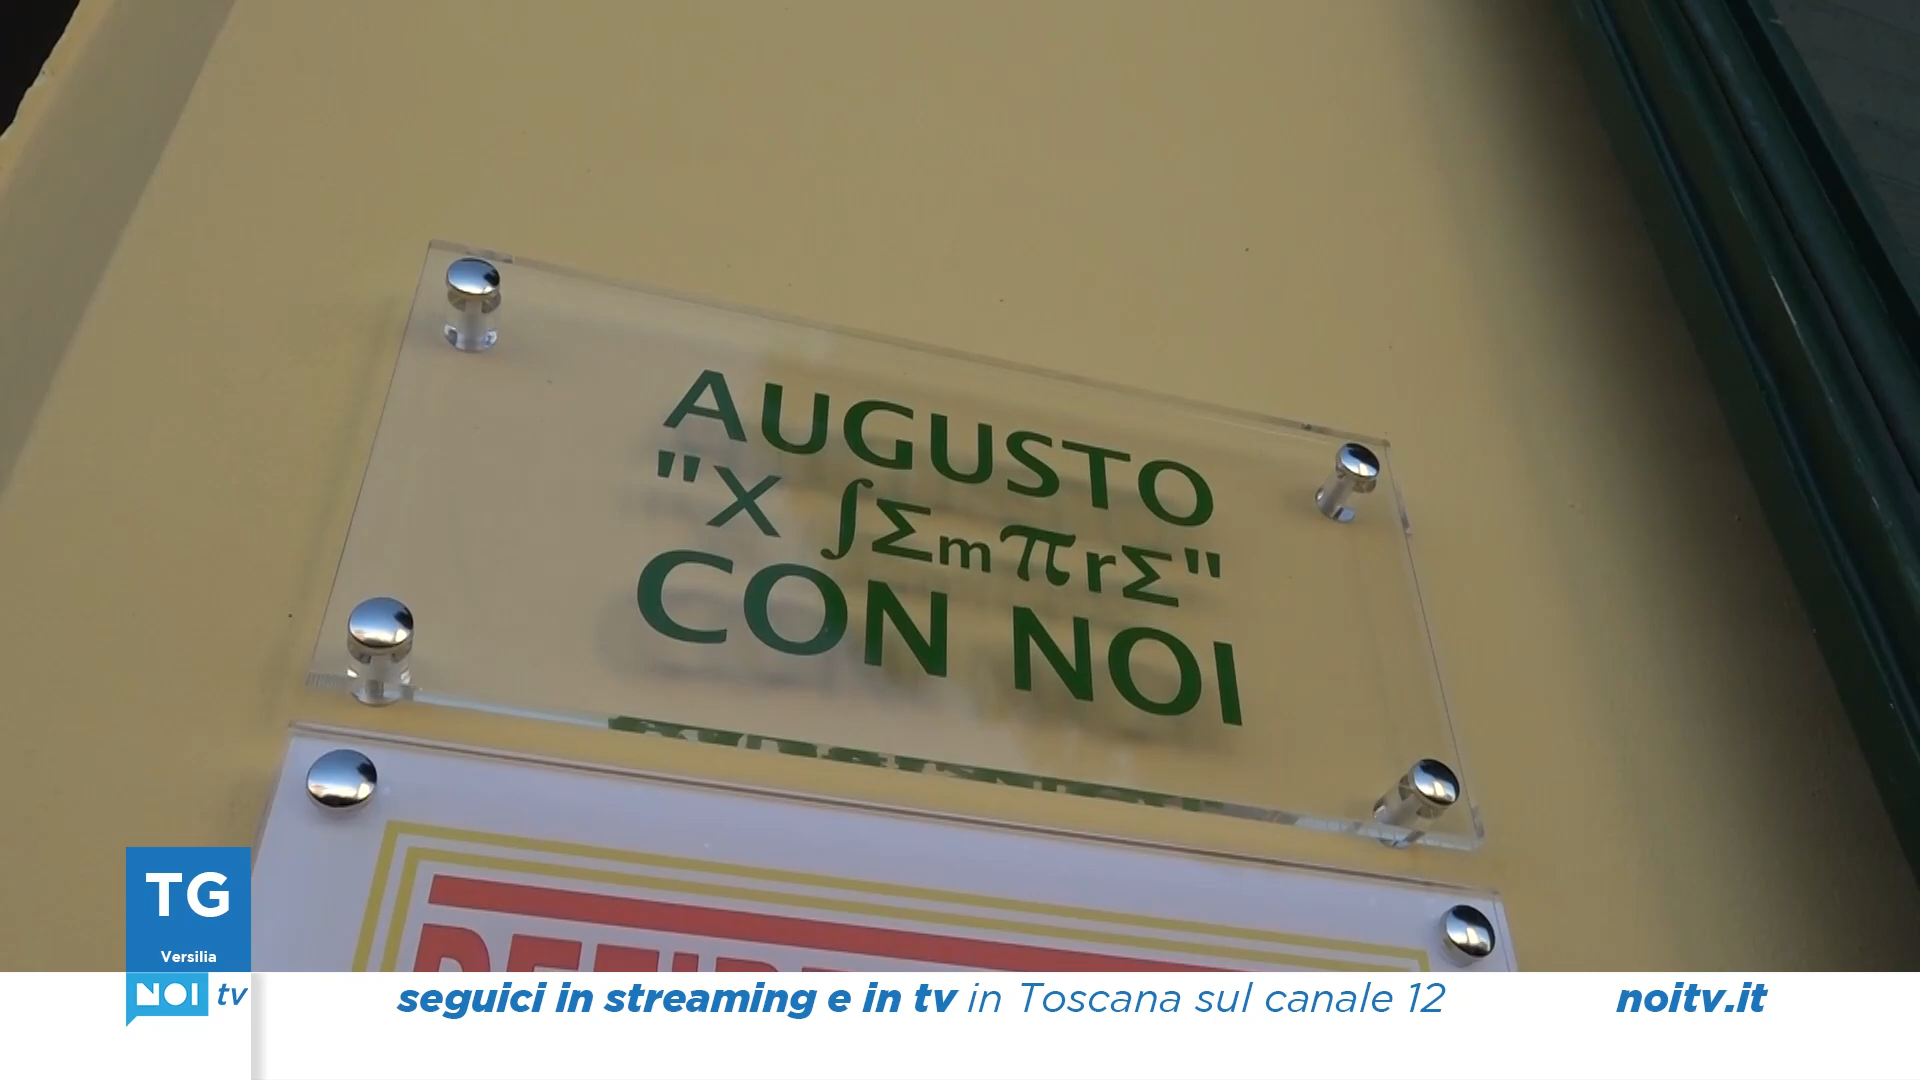 AUGUSTO
"X ∫Σmπrε"
CON NOI
TG
Versilia
NOI tv
seguici in streaming e in tv in Toscana sul canale 12
noitv.it